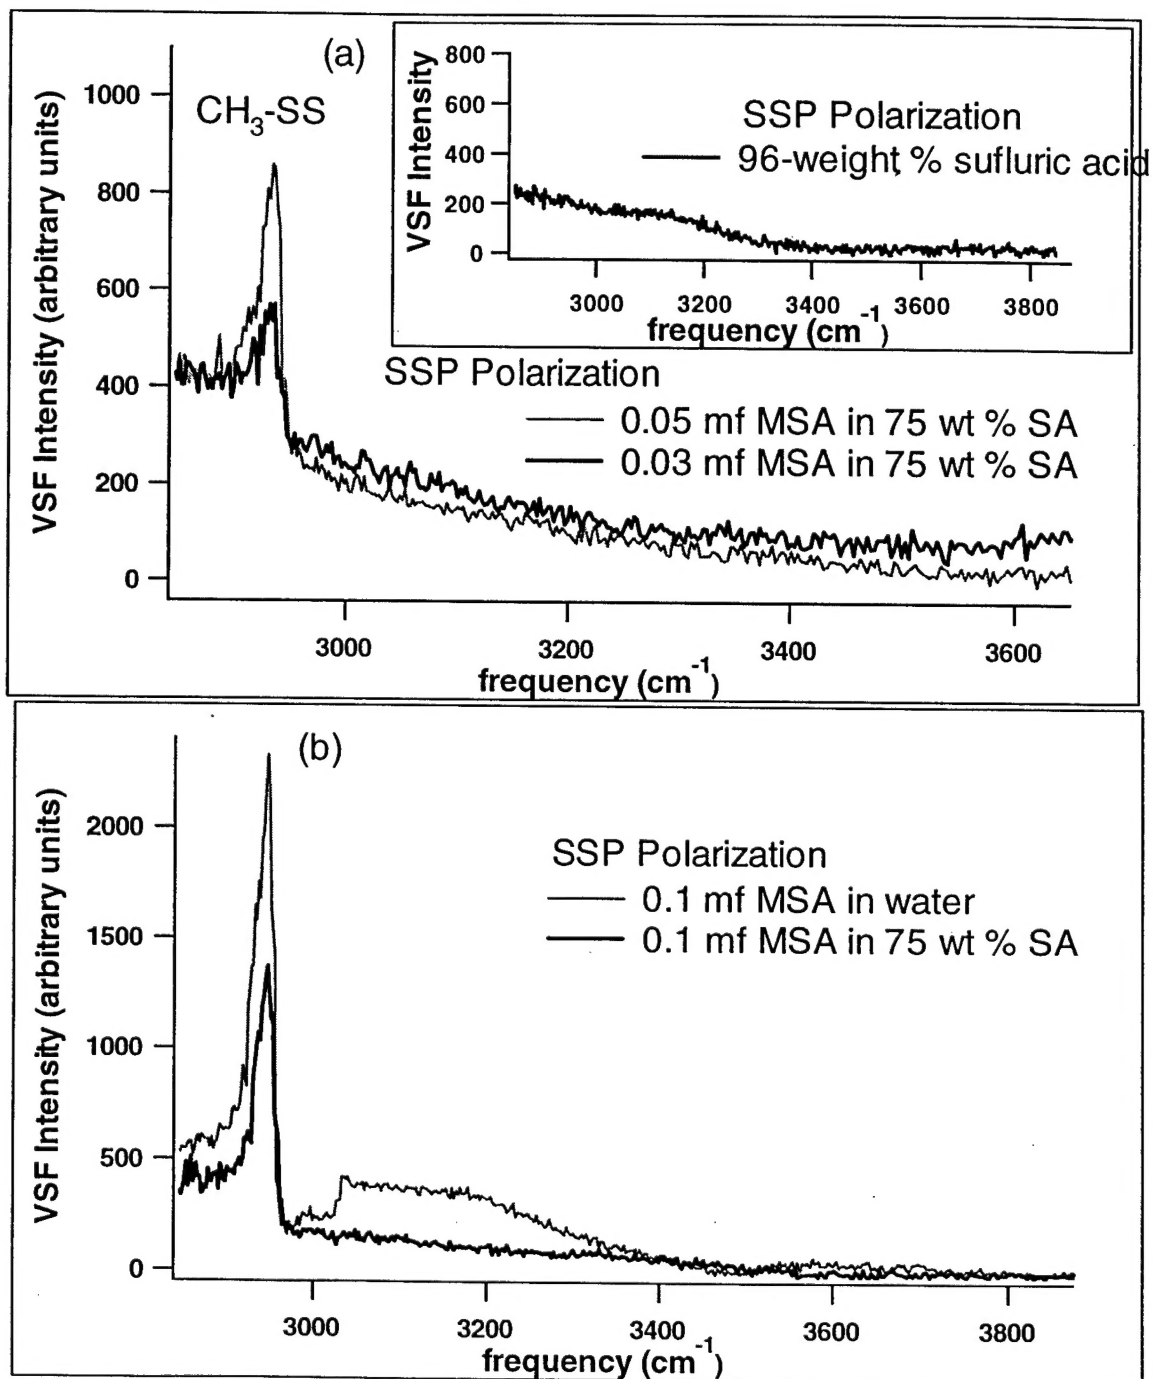 (a)
CH3-SS
VSF Intensity (arbitrary units)
1000
800
600
400
200
0
3000
3200
3400
3600
frequency (cm-1)
SSP Polarization
0.05 mf MSA in 75 wt % SA
0.03 mf MSA in 75 wt % SA
VSF Intensity
800
600
400
200
0
SSP Polarization
96-weight % sufluric acid
3000
3200
3400
3600
3800
frequency (cm-1)
(b)
VSF Intensity (arbitrary units)
2000
1500
1000
500
0
SSP Polarization
0.1 mf MSA in water
0.1 mf MSA in 75 wt % SA
3000
3200
3400
3600
3800
frequency (cm-1)